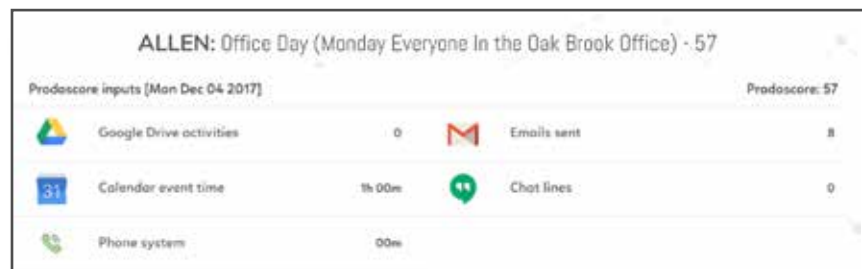 ALLEN: Office Day (Monday Everyone In the Oak Brook Office) - 57
Prodoscore inputs [Mon Dec 04 2017] Prodoscore: 57
Google Drive activities 0 Emails sent 8
31 Calendar event time 1h 00m Chat lines 0
Phone system 00m